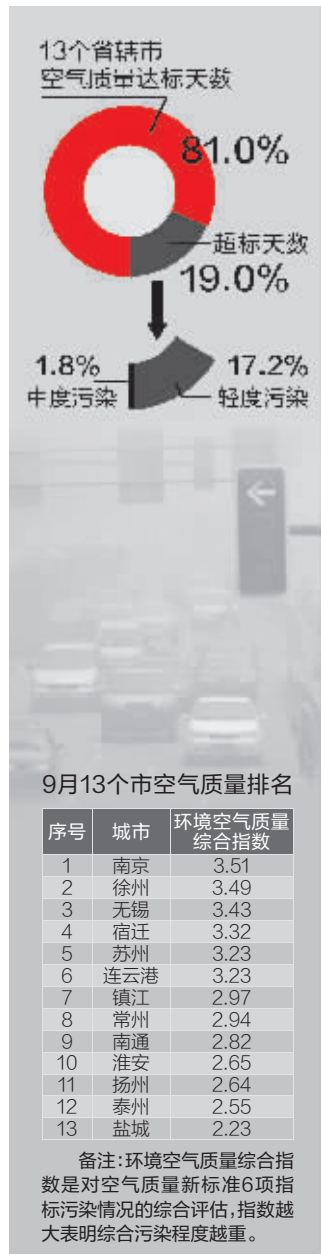 13个省辖市
空气质量达标天数
81.0%
超标天数
19.0%
1.8%
中度污染
17.2%
轻度污染
9月13个市空气质量排名
序号 城市 环境空气质量综合指数
1 南京 3.51
2 徐州 3.49
3 无锡 3.43
4 宿迁 3.32
5 苏州 3.23
6 连云港 3.23
7 镇江 2.97
8 常州 2.94
9 南通 2.82
10 淮安 2.65
11 扬州 2.64
12 泰州 2.55
13 盐城 2.23
备注:环境空气质量综合指
数是对空气质量新标准6项指
标污染情况的综合评估,指数越
大表明综合污染程度越重。